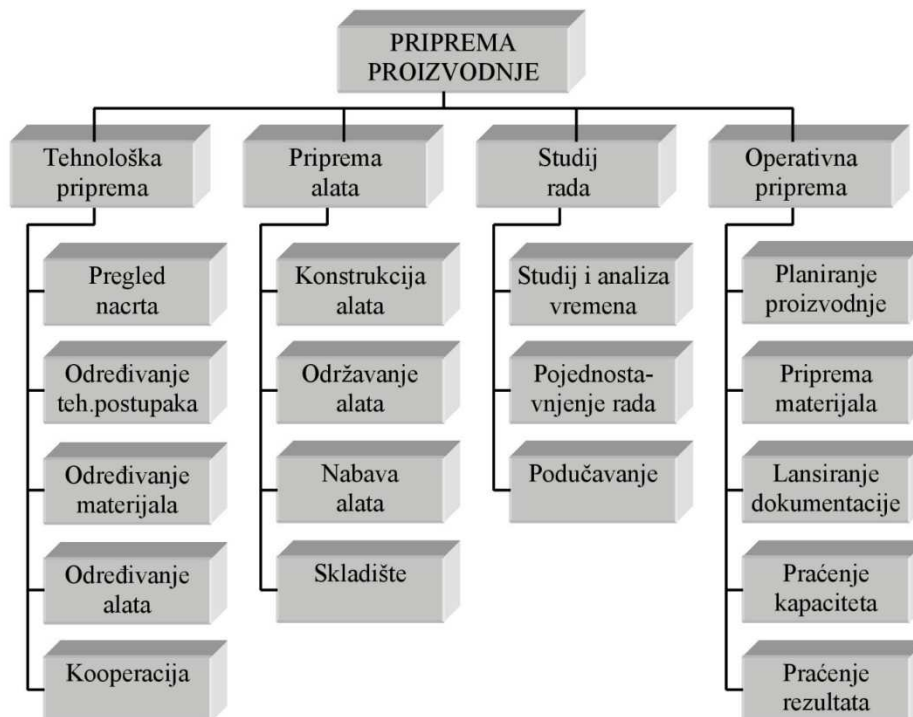 PRIPREMA
PROIZVODNJE
Tehnološka
priprema
Pregled
nacrta
Određivanje
teh.postupaka
Određivanje
materijala
Određivanje
alata
Kooperacija
Priprema
alata
Konstrukcija
alata
Održavanje
alata
Nabava
alata
Skladište
Studij
rada
Studij i analiza
vremena
Pojednosta-
vnjenje rada
Podučavanje
Operativna
priprema
Planiranje
proizvodnje
Priprema
materijala
Lansiranje
dokumentacije
Praćenje
kapaciteta
Praćenje
rezultata